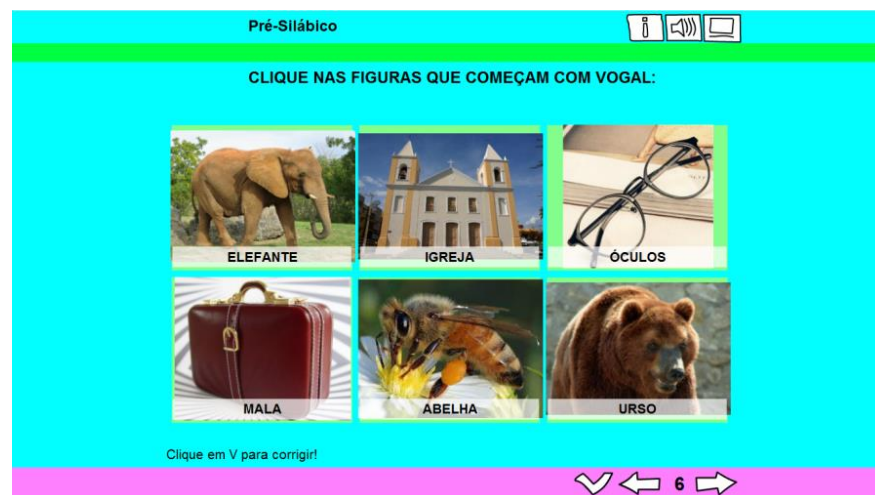 Pré-Silábico
CLIQUE NAS FIGURAS QUE COMEÇAM COM VOGAL:
ELEFANTE
IGREJA
ÓCULOS
MALA
ABELHA
URSO
Clique em V para corrigir!
6